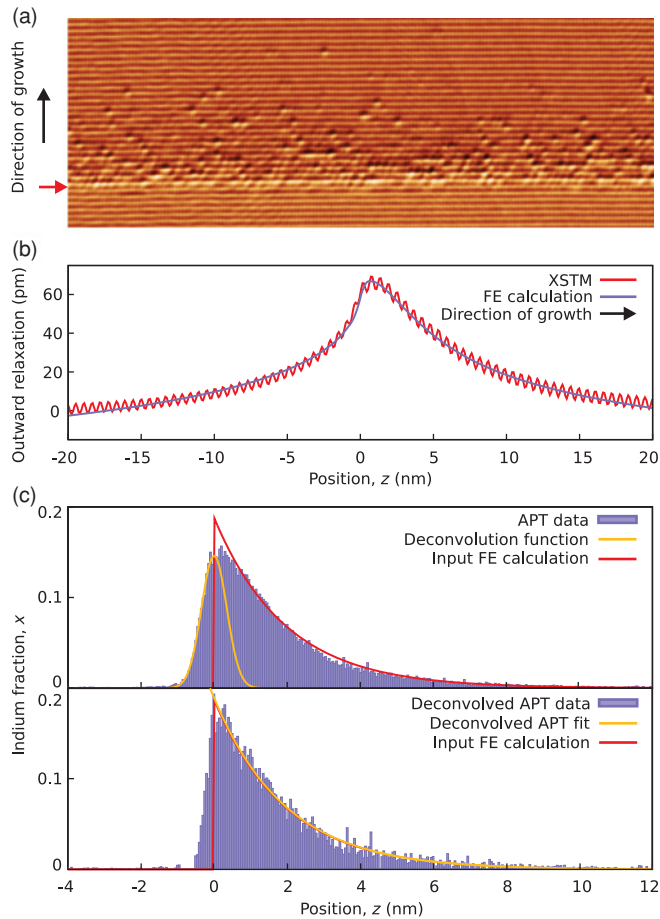 (a)
Direction of growth
(b)
Outward relaxation (pm)
60
40
20
0
XSTM
FE calculation
Direction of growth
-20 -15 -10 -5 0 5 10 15 20
Position, z (nm)
(c)
Indium fraction, x
0.2
0.1
0
APT data
Deconvolution function
Input FE calculation
0.2
0.1
0
Deconvolved APT data
Deconvolved APT fit
Input FE calculation
-4 -2 0 2 4 6 8 10 12
Position, z (nm)